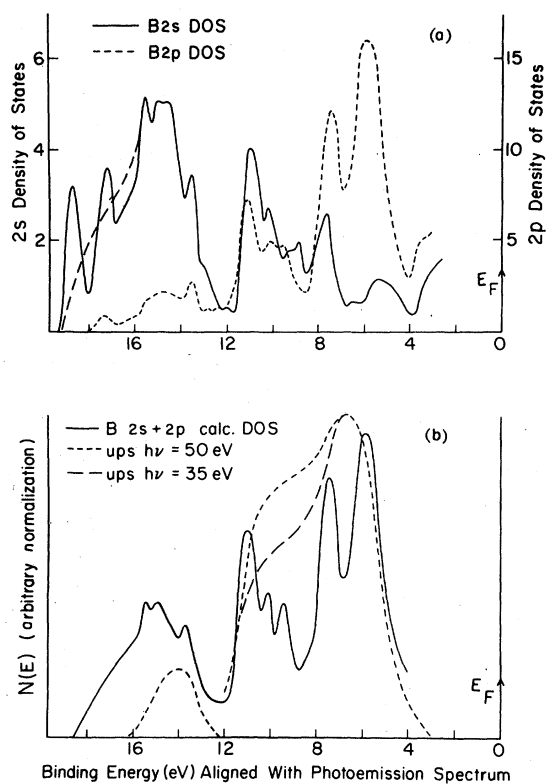 B2s DOS
B2p DOS
(a)
6
4
2
2s Density of States
15
10
5
2p Density of States
E_F
16
12
8
4
0
B 2s+2p calc. DOS
ups hν = 50 eV
ups hν = 35 eV
(b)
N(E) (arbitrary normalization)
E_F
16
12
8
4
0
Binding Energy (eV) Aligned With Photoemission Spectrum